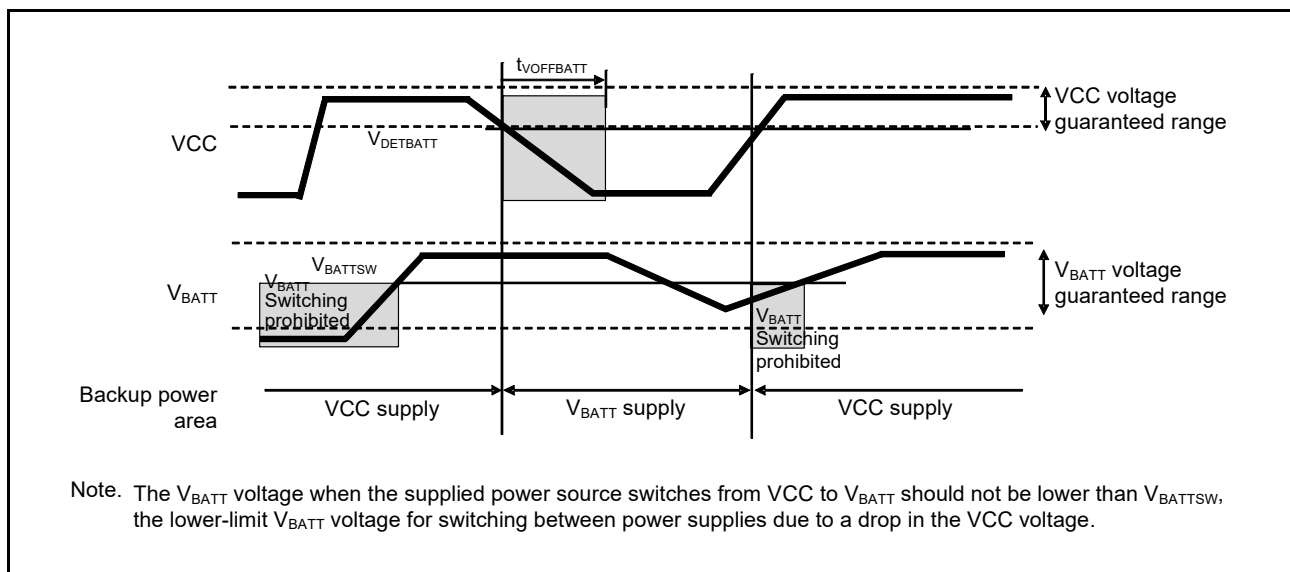 tVOFFBATT
VCC voltage
guaranteed range
VDETBATT
VCC
VBATTSW
VBATT voltage
guaranteed range
VBATT
VBATT
Switching
prohibited
VBATT
Switching
prohibited
Backup power
area
VCC supply
VBATT supply
VCC supply
Note. The VBATT voltage when the supplied power source switches from VCC to VBATT should not be lower than VBATTSW,
the lower-limit VBATT voltage for switching between power supplies due to a drop in the VCC voltage.